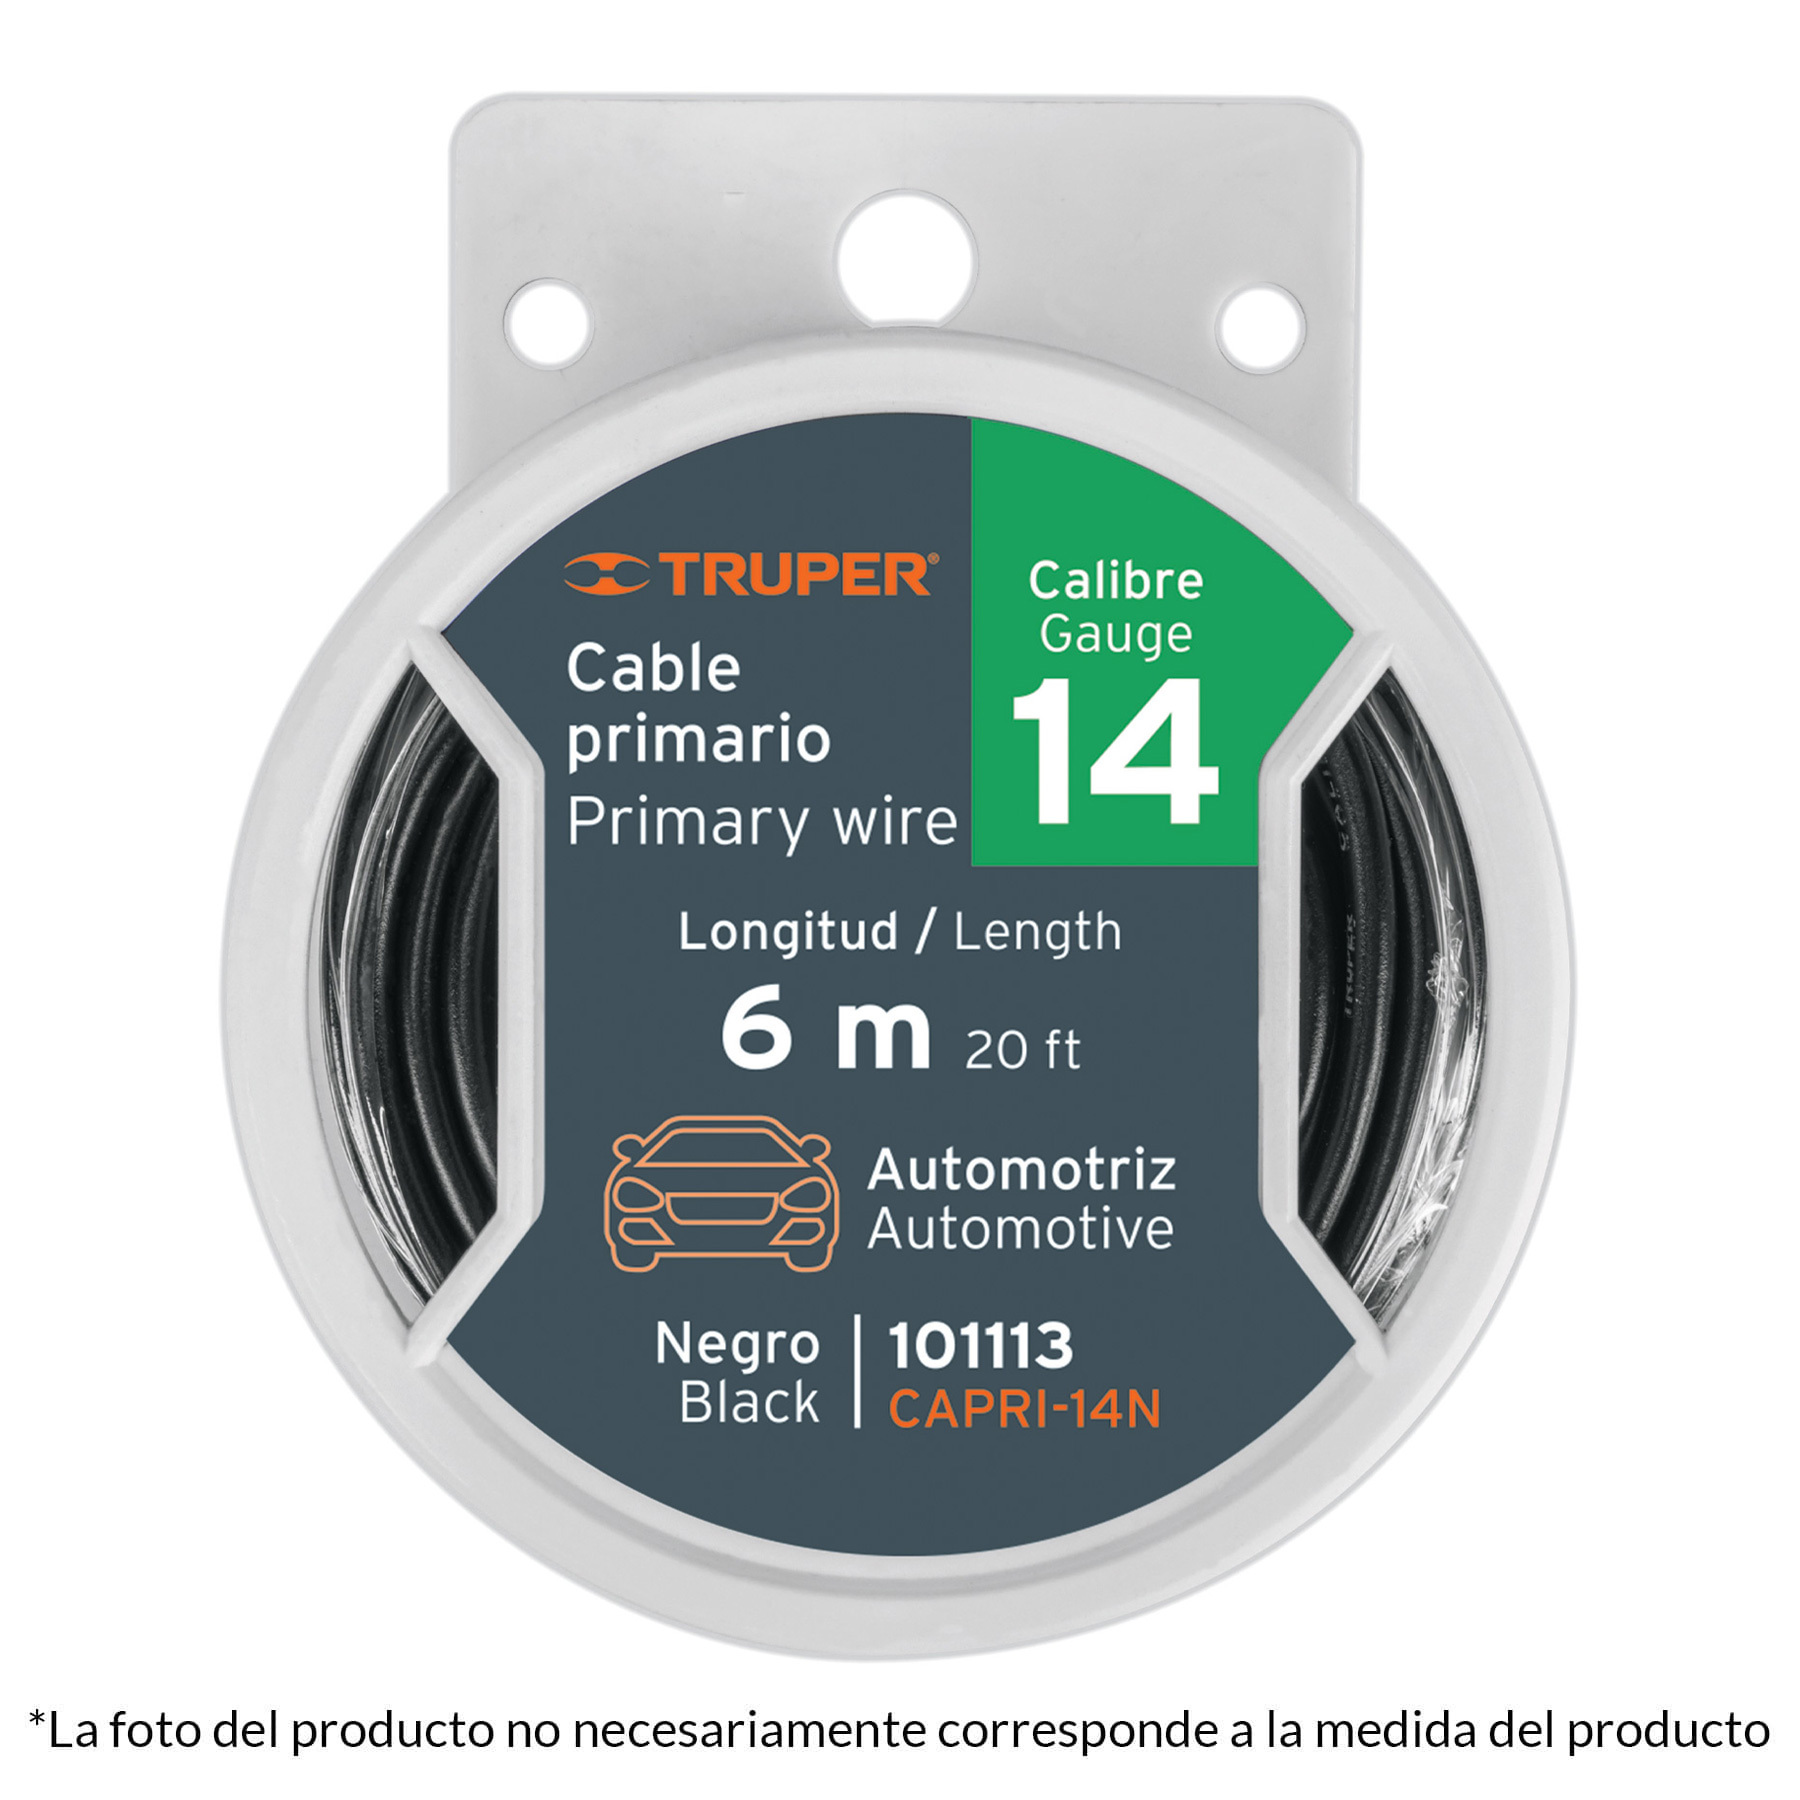 TRUPER®
Cable
primario
Primary wire
Calibre
Gauge
14
Longitud / Length
6 m 20 ft
Automotriz
Automotive
Negro
Black
101113
CAPRI-14N
TRUPER
*La foto del producto no necesariamente corresponde a la medida del producto